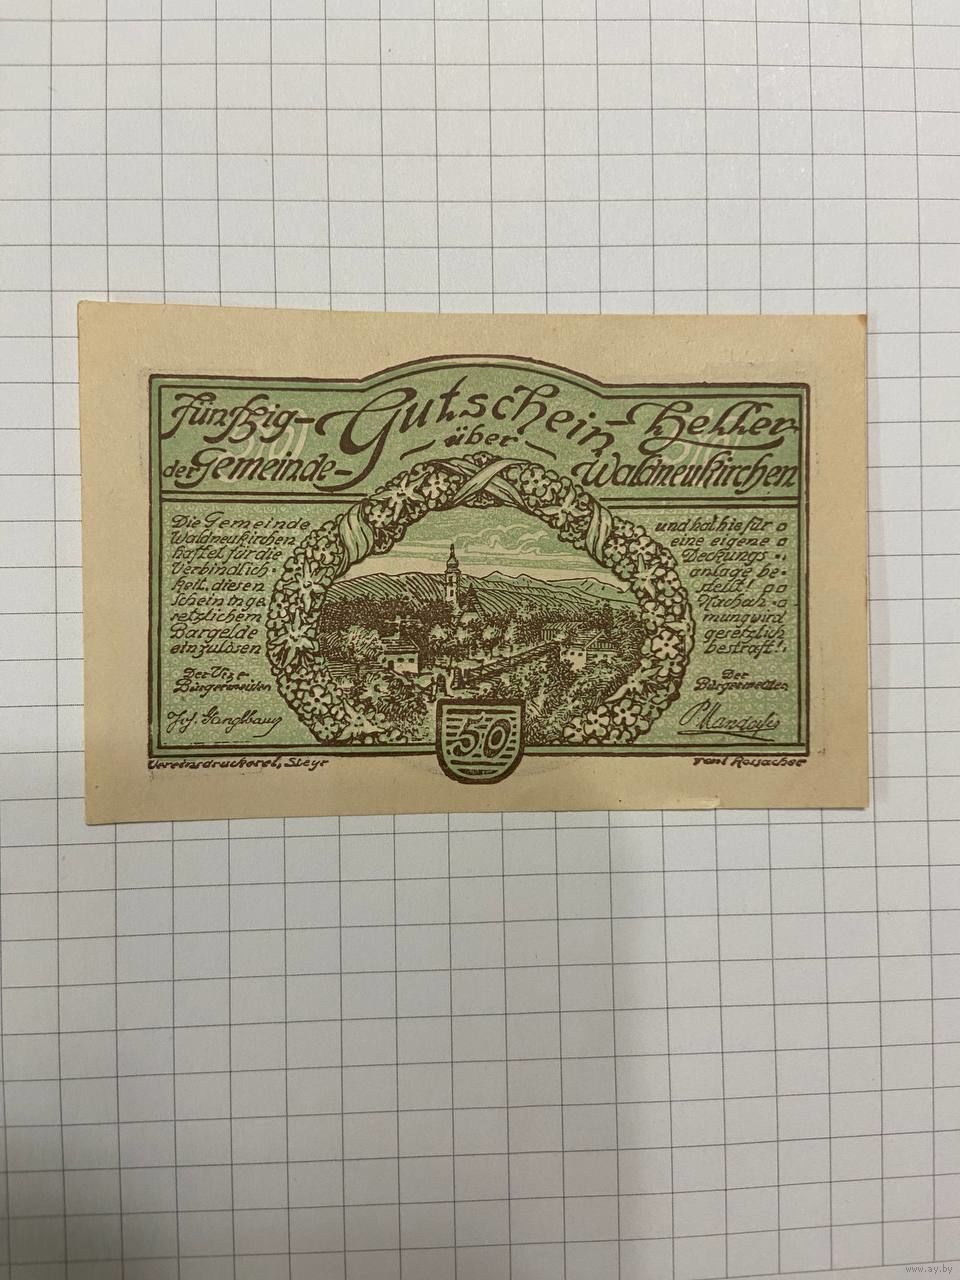 Gutschein
über
Fünfzig- Heller
der Gemeinde- Waldneukirchen
Die Gemeinde
Waldneukirchen
haftet für die
Verbindlich-
keit, diesen
Schein in ge
setzlichem
Bargelde
einzulösen
und hat hiefür
eine eigene
Deckungs-
anlage be-
stellt!
Nachah-
mung wird
gesetzlich
bestraft!
Der Vize
Bürgermeister
Der
Bürgermeister
Jos. Ganglbaur
50
Vereinsdruckerei, Steyr
www.ay.by